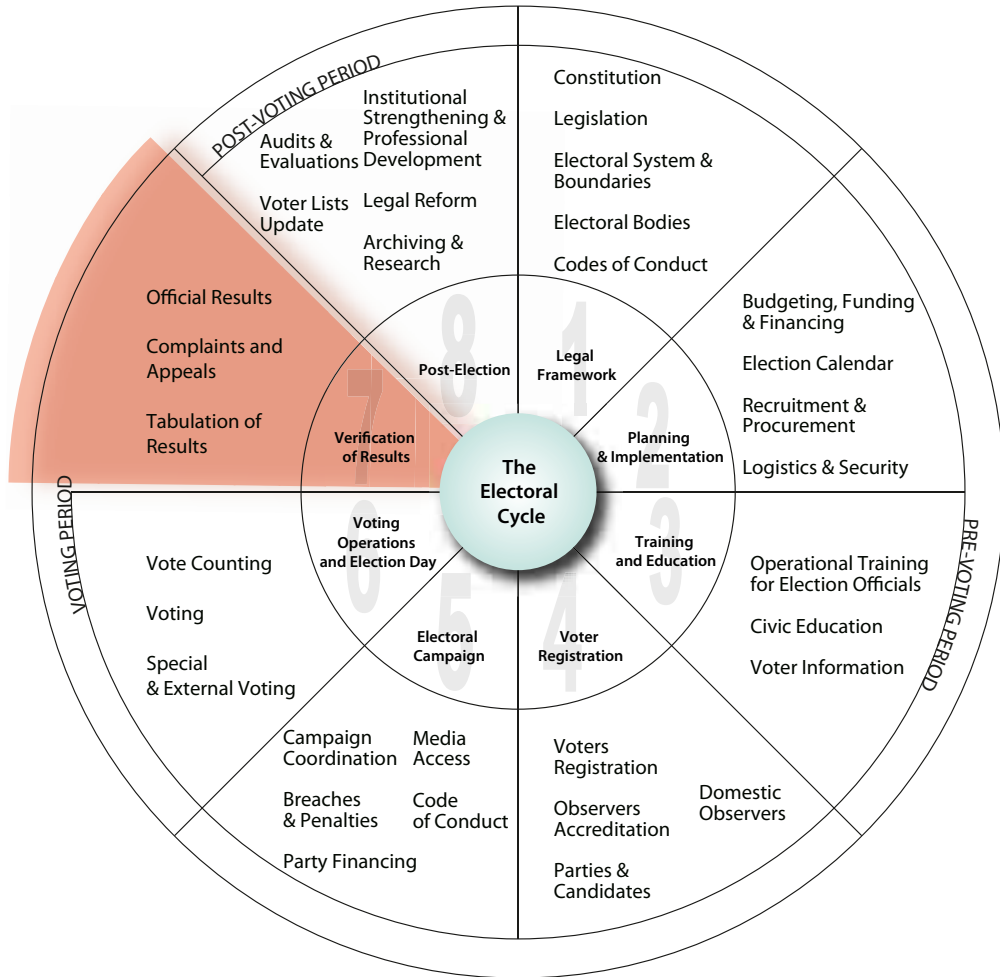 POST-VOTING PERIOD
Institutional
Strengthening &
Professional
Development
Audits &
Evaluations
Voter Lists
Update
Legal Reform
Archiving &
Research
8
Post-Election
Constitution
Legislation
Electoral System &
Boundaries
Electoral Bodies
Codes of Conduct
1
Legal
Framework
Budgeting, Funding
& Financing
Election Calendar
Recruitment &
Procurement
Logistics & Security
2
Planning
& Implementation
PRE-VOTING PERIOD
Operational Training
for Election Officials
Civic Education
Voter Information
3
Training
and Education
4
Voter
Registration
Voters
Registration
Observers
Accreditation
Parties &
Candidates
Domestic
Observers
5
Electoral
Campaign
Campaign
Coordination
Breaches
& Penalties
Party Financing
Media
Access
Code
of Conduct
VOTING PERIOD
6
Voting
Operations
and Election Day
Vote Counting
Voting
Special
& External Voting
7
Verification
of Results
Official Results
Complaints and
Appeals
Tabulation of
Results
The
Electoral
Cycle